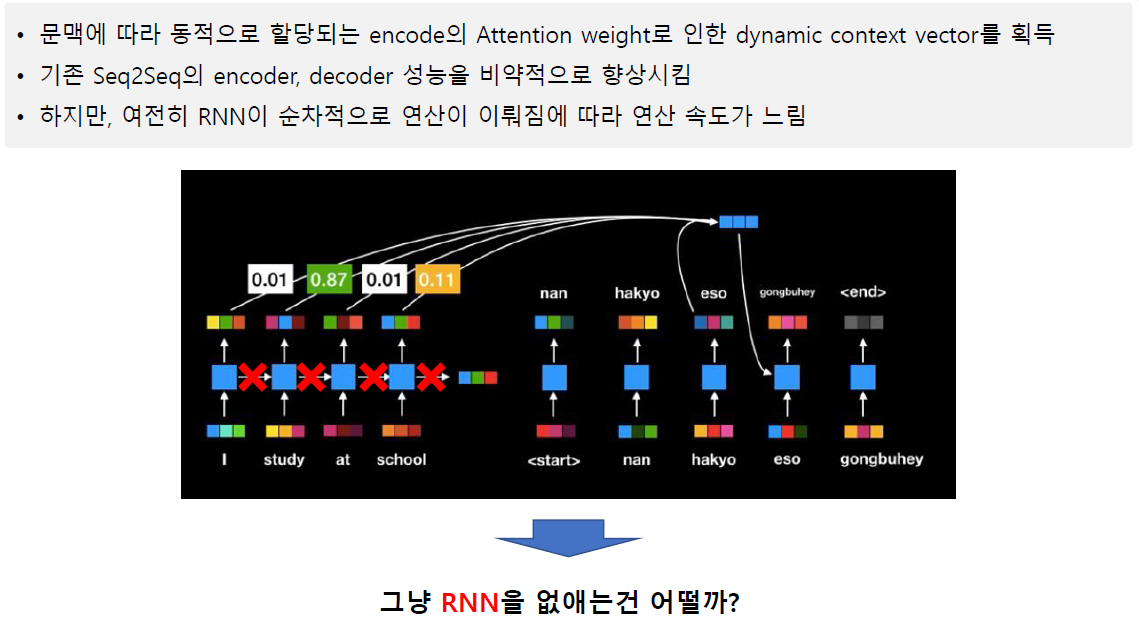 • 문맥에 따라 동적으로 할당되는 encode의 Attention weight로 인한 dynamic context vector를 획득
• 기존 Seq2Seq의 encoder, decoder 성능을 비약적으로 향상시킴
• 하지만, 여전히 RNN이 순차적으로 연산이 이뤄짐에 따라 연산 속도가 느림
0.01 0.87 0.01 0.11
nan hakyo eso gongbuhey <end>
I study at school <start> nan hakyo eso gongbuhey
그냥 RNN을 없애는건 어떨까?